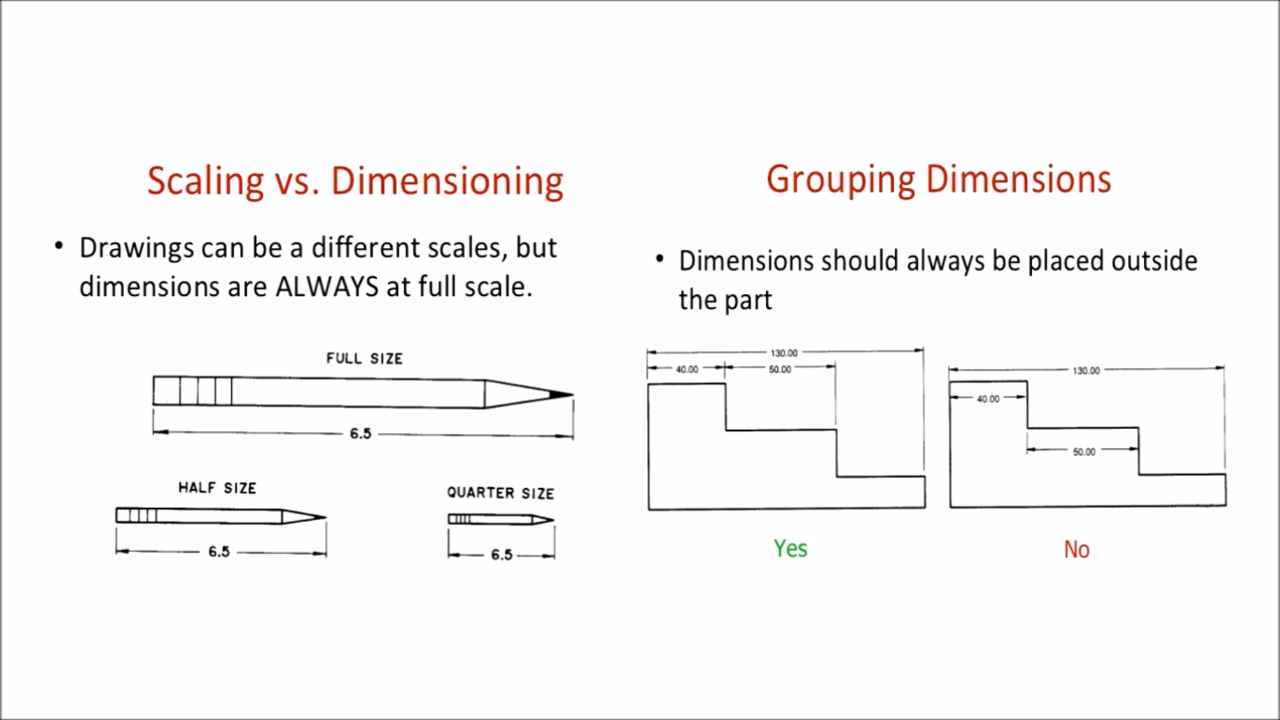 Scaling vs. Dimensioning
• Drawings can be a different scales, but
dimensions are ALWAYS at full scale.
FULL SIZE
6.5
HALF SIZE
6.5
QUARTER SIZE
6.5
Grouping Dimensions
• Dimensions should always be placed outside
the part
130.00
40.00
50.00
Yes
130.00
40.00
50.00
No